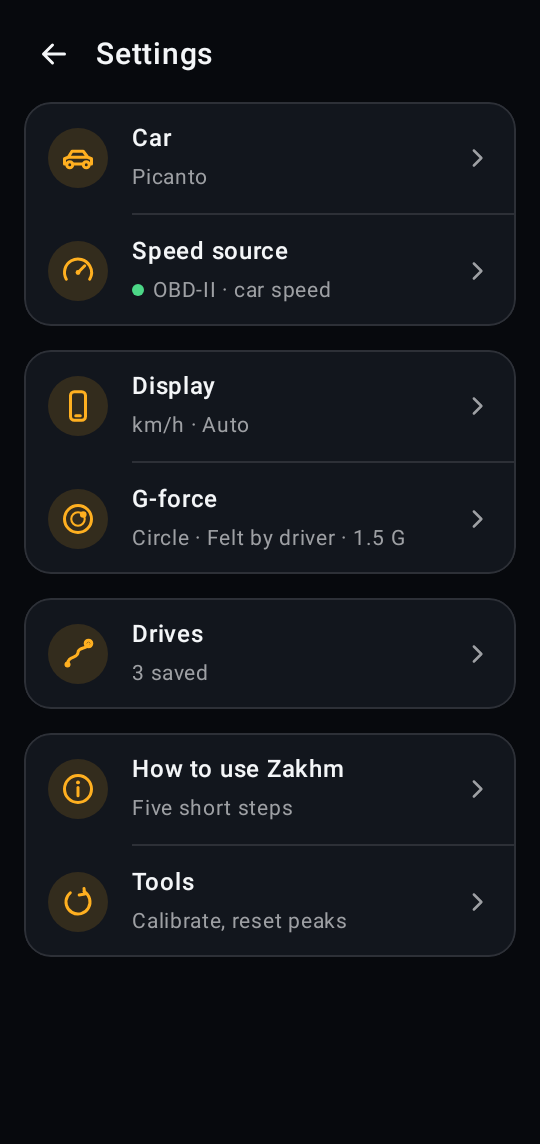 Settings
Car
Picanto
Speed source
OBD-II · car speed
Display
km/h · Auto
G-force
Circle · Felt by driver · 1.5 G
Drives
3 saved
How to use Zakhm
Five short steps
Tools
Calibrate, reset peaks